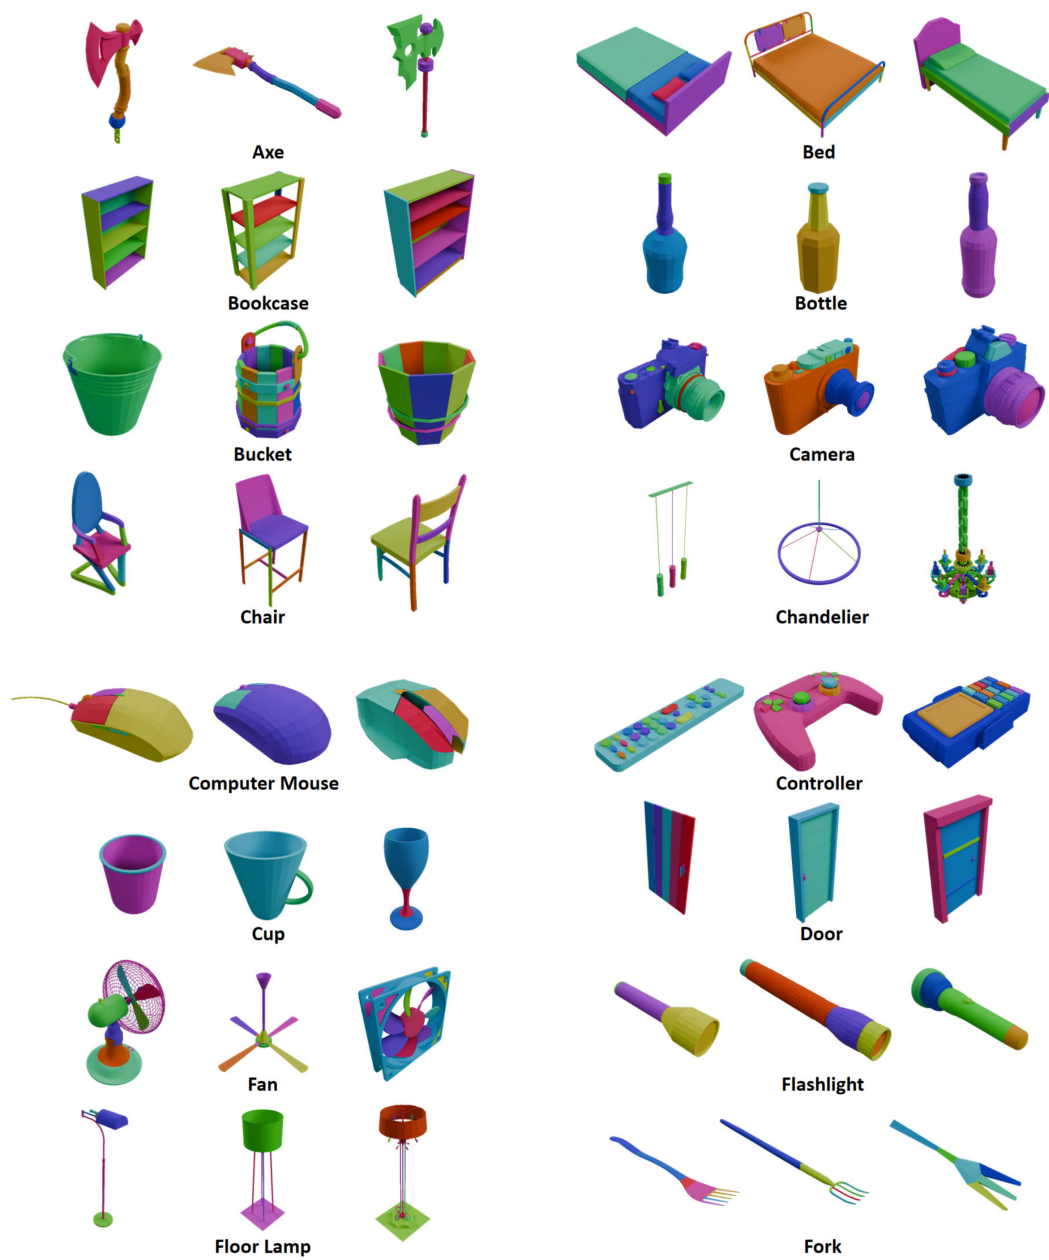 Axe
Bed
Bookcase
Bottle
Bucket
Camera
Chair
Chandelier
Computer Mouse
Controller
Cup
Door
Fan
Flashlight
Floor Lamp
Fork